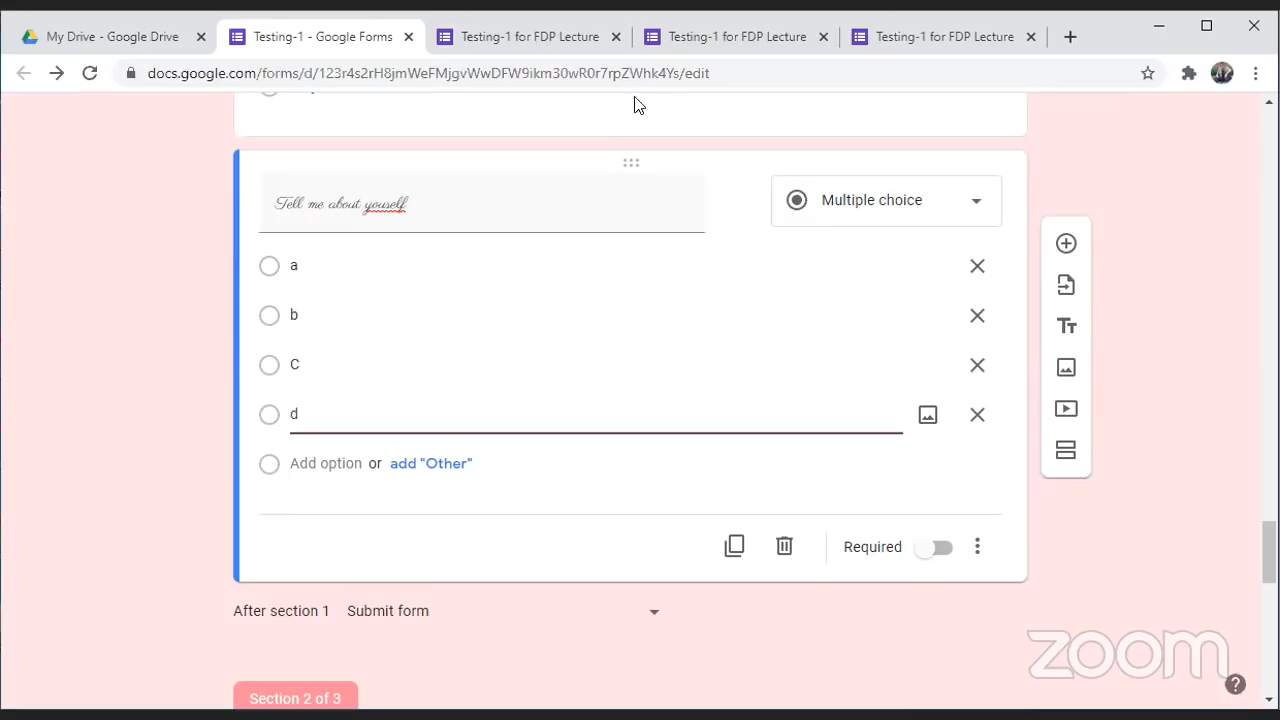 My Drive - Google Drive
Testing-1 - Google Forms
Testing-1 for FDP Lecture
Testing-1 for FDP Lecture
Testing-1 for FDP Lecture
docs.google.com/forms/d/123r4s2rH8jmWeFMJgvWwDFW9ikm30wR0r7rpZWhk4Ys/edit
Tell me about youself
Multiple choice
a
b
C
d
Add option or add "Other"
Required
After section 1 Submit form
Section 2 of 3
zoom